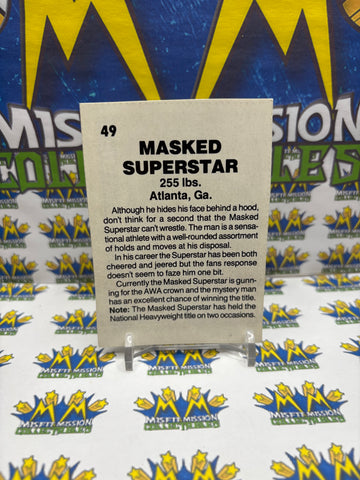 49
MASKED
SUPERSTAR
255 lbs.
Atlanta, Ga.
Although he hides his face behind a hood,
don't think for a second that the Masked
Superstar can't wrestle. The man is a sensa-
tional athlete with a well-rounded assortment
of holds and moves at his disposal.
In his career the Superstar has been both
cheered and jeered but the fans response
doesn't seem to faze him one bit.
Currently the Masked Superstar is gunn-
ing for the AWA crown and the mystery man
has an excellent chance of winning the title.
Note: The Masked Superstar has held the
National Heavyweight title on two occasions.
MISFIT MISSION
COLLECTIBLES